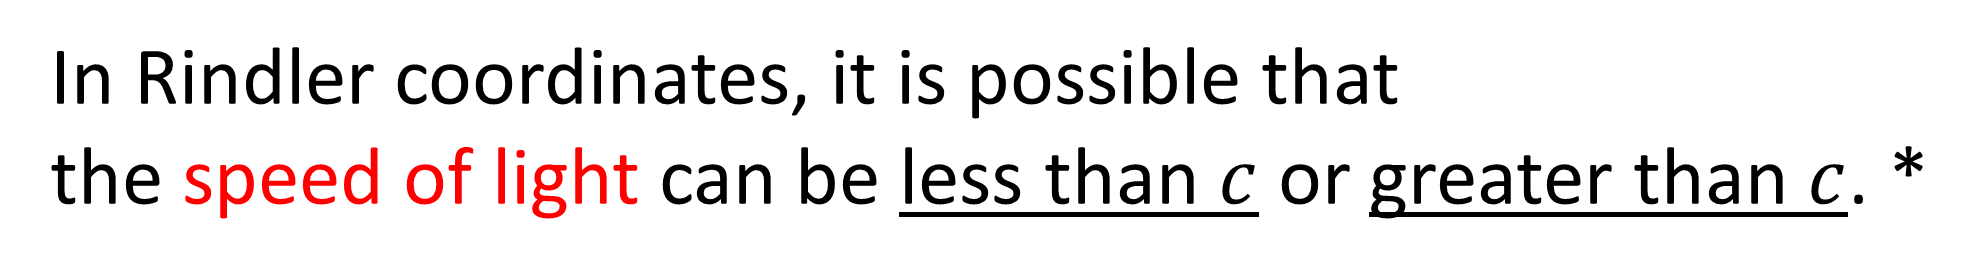 In Rindler coordinates, it is possible that
the speed of light can be less than c or greater than c. *